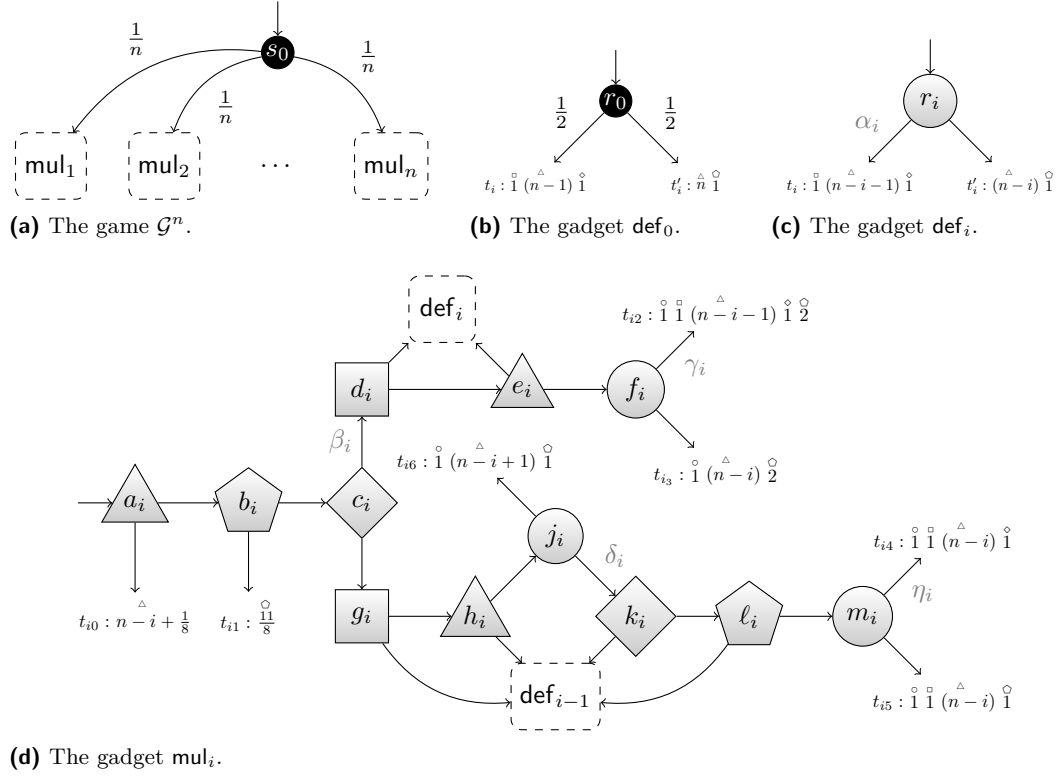 s₀
1/n
1/n
1/n
mul₁
mul₂
⋯
mulₙ
(a) The game 𝒢ⁿ.
r₀
1/2
1/2
tᵢ : 1 (n−1) 1
t′ᵢ : n 1
(b) The gadget def₀.
rᵢ
αᵢ
tᵢ : 1 (n−i−1) 1
t′ᵢ : (n−i) 1
(c) The gadget defᵢ.
defᵢ
tᵢ₂ : 1 1 (n−i−1) 1 2
dᵢ
eᵢ
fᵢ
γᵢ
βᵢ
tᵢ₆ : 1 (n−i+1) 1
tᵢ₃ : 1 (n−i) 2
aᵢ
bᵢ
cᵢ
jᵢ
δᵢ
tᵢ₄ : 1 1 (n−i) 1
ηᵢ
tᵢ₀ : n−i+1/8
tᵢ₁ : 11/8
gᵢ
hᵢ
kᵢ
ℓᵢ
mᵢ
defᵢ₋₁
tᵢ₅ : 1 1 (n−i) 1
(d) The gadget mulᵢ.